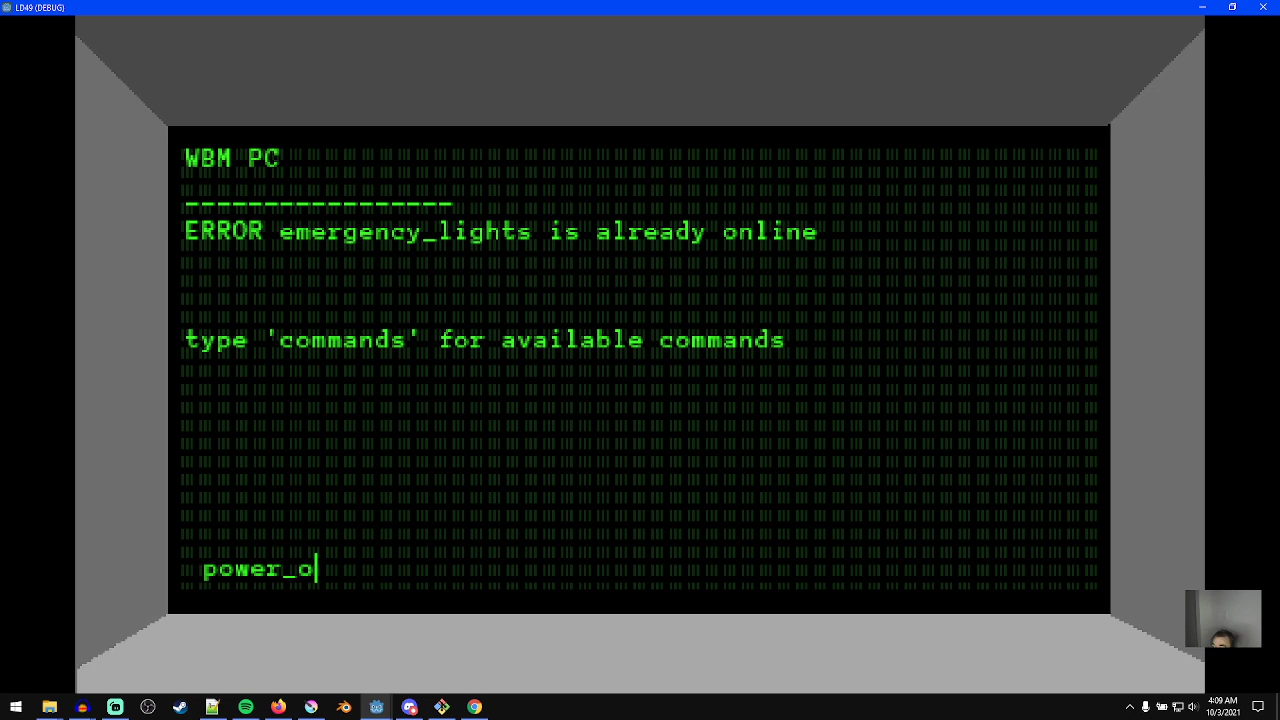 LD49 (DEBUG)
WBM PC
-----------------
ERROR emergency_lights is already online
type 'commands' for available commands
power_o
4:09 AM
10/3/2021